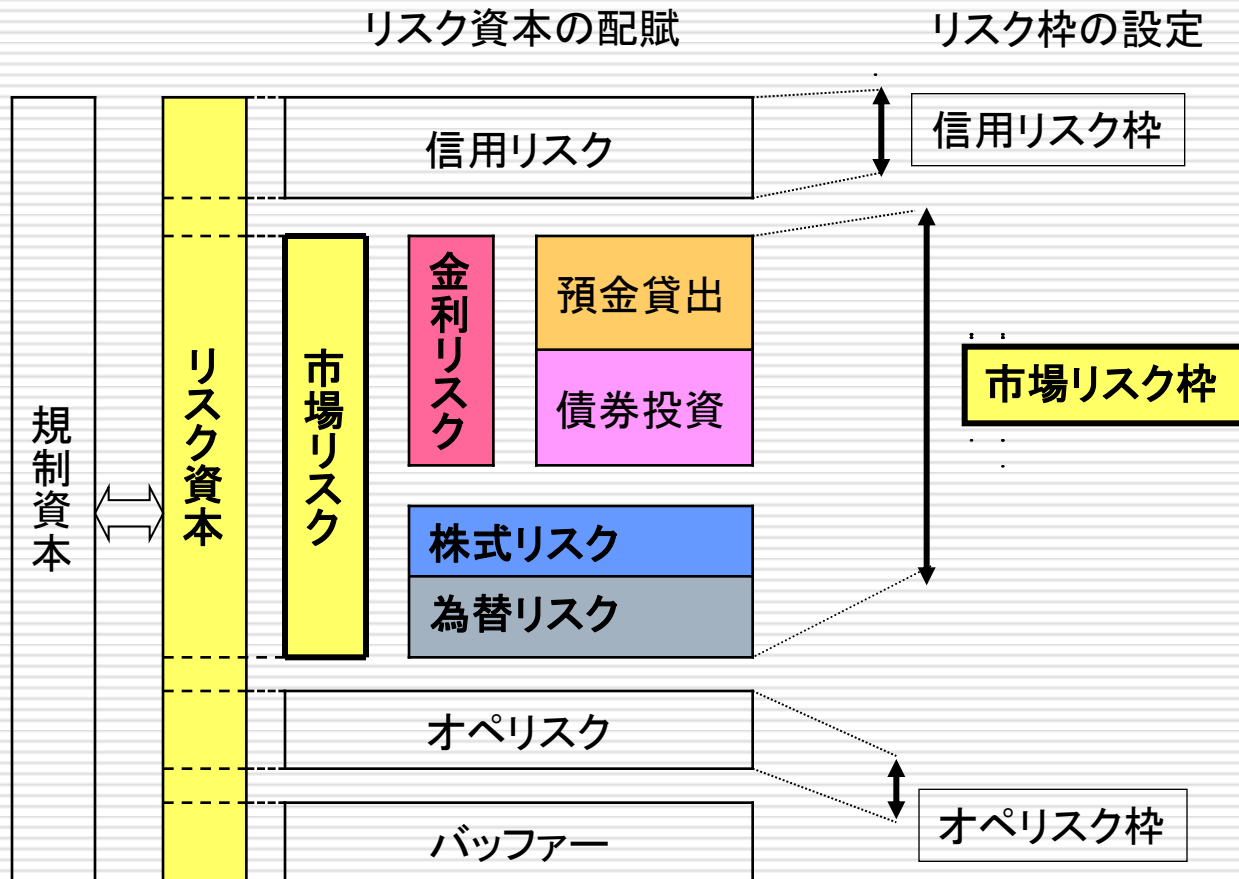 リスク資本の配賦
リスク枠の設定
規制資本
リスク資本
信用リスク
信用リスク枠
市場リスク
金利リスク
預金貸出
債券投資
市場リスク枠
株式リスク
為替リスク
オペリスク
オペリスク枠
バッファー